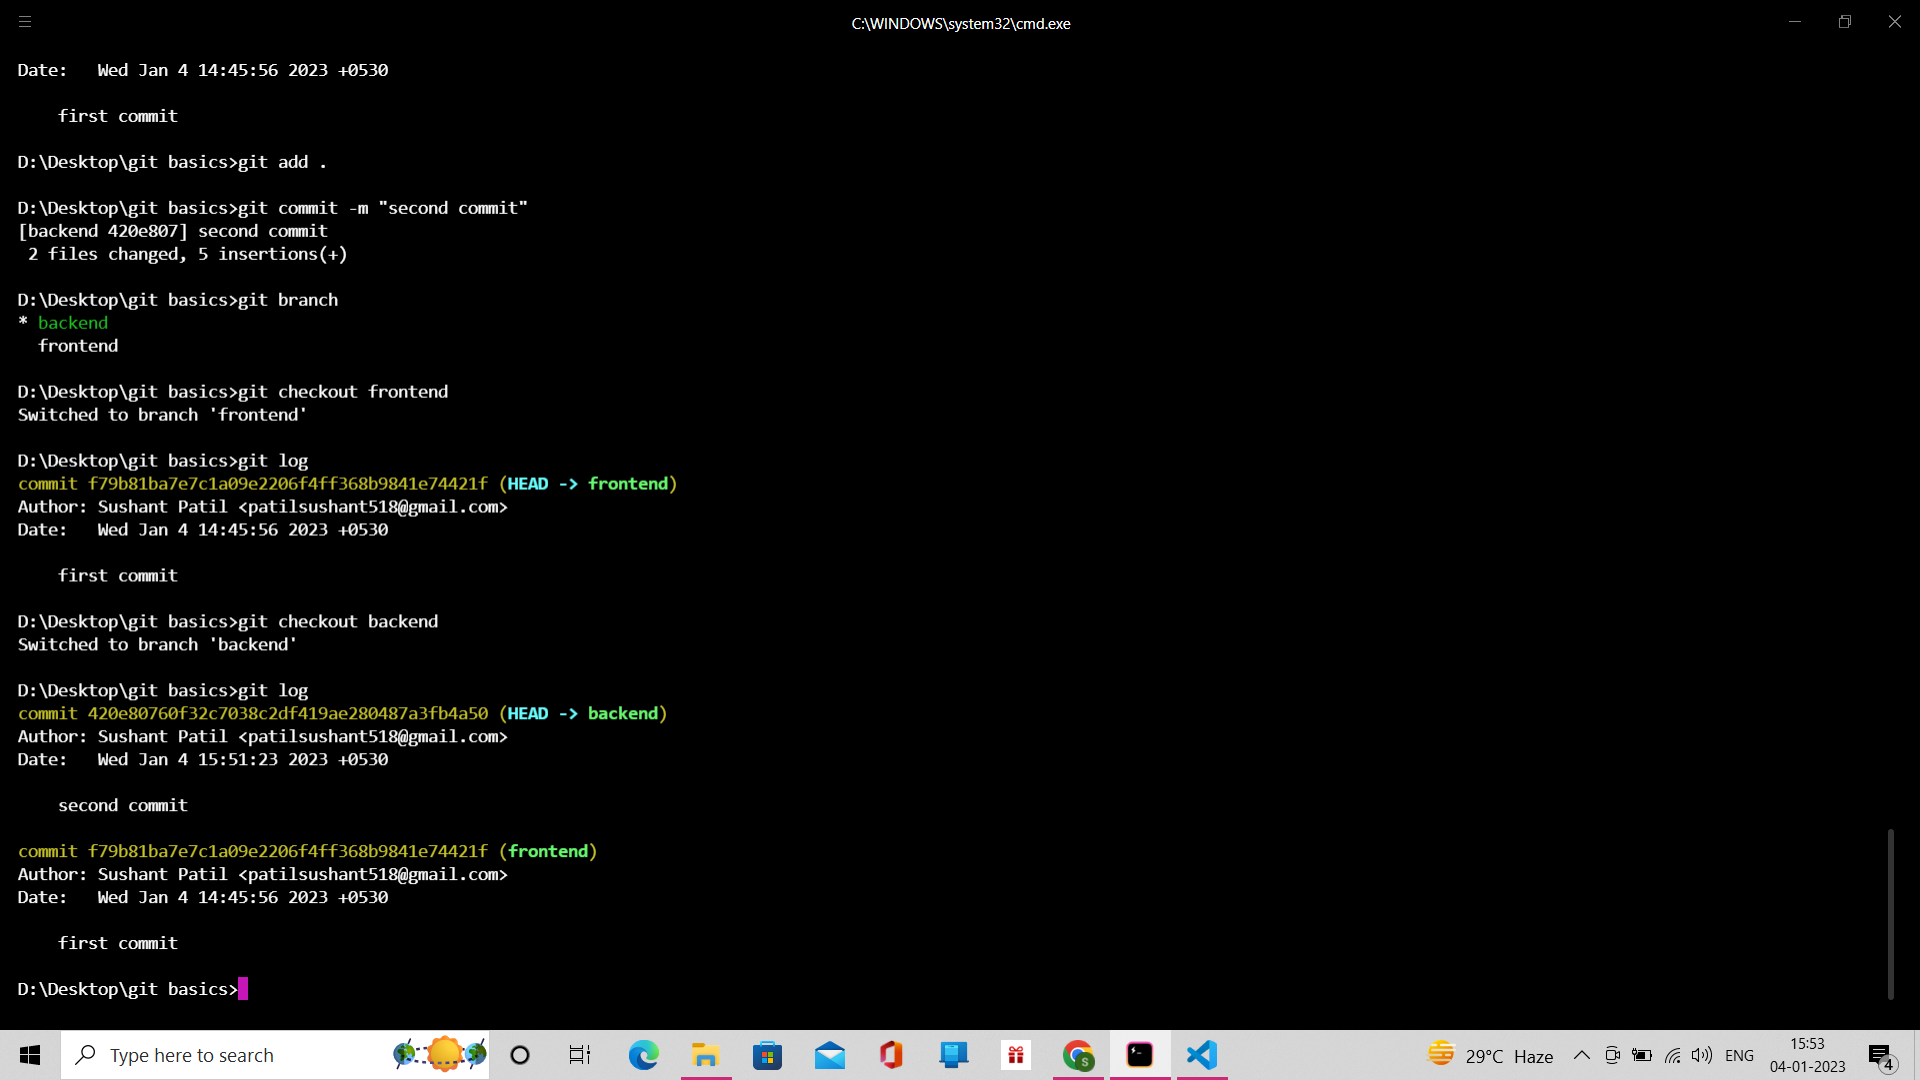 C:\WINDOWS\system32\cmd.exe
Date:   Wed Jan 4 14:45:56 2023 +0530
    first commit
D:\Desktop\git basics>git add .
D:\Desktop\git basics>git commit -m "second commit"
[backend 420e807] second commit
 2 files changed, 5 insertions(+)
D:\Desktop\git basics>git branch
* backend
  frontend
D:\Desktop\git basics>git checkout frontend
Switched to branch 'frontend'
D:\Desktop\git basics>git log
commit f79b81ba7e7c1a09e2206f4ff368b9841e74421f (HEAD -> frontend)
Author: Sushant Patil <patilsushant518@gmail.com>
Date:   Wed Jan 4 14:45:56 2023 +0530
    first commit
D:\Desktop\git basics>git checkout backend
Switched to branch 'backend'
D:\Desktop\git basics>git log
commit 420e80760f32c7038c2df419ae280487a3fb4a50 (HEAD -> backend)
Author: Sushant Patil <patilsushant518@gmail.com>
Date:   Wed Jan 4 15:51:23 2023 +0530
    second commit
commit f79b81ba7e7c1a09e2206f4ff368b9841e74421f (frontend)
Author: Sushant Patil <patilsushant518@gmail.com>
Date:   Wed Jan 4 14:45:56 2023 +0530
    first commit
D:\Desktop\git basics>
Type here to search
29°C Haze
ENG
15:53
04-01-2023
4
S